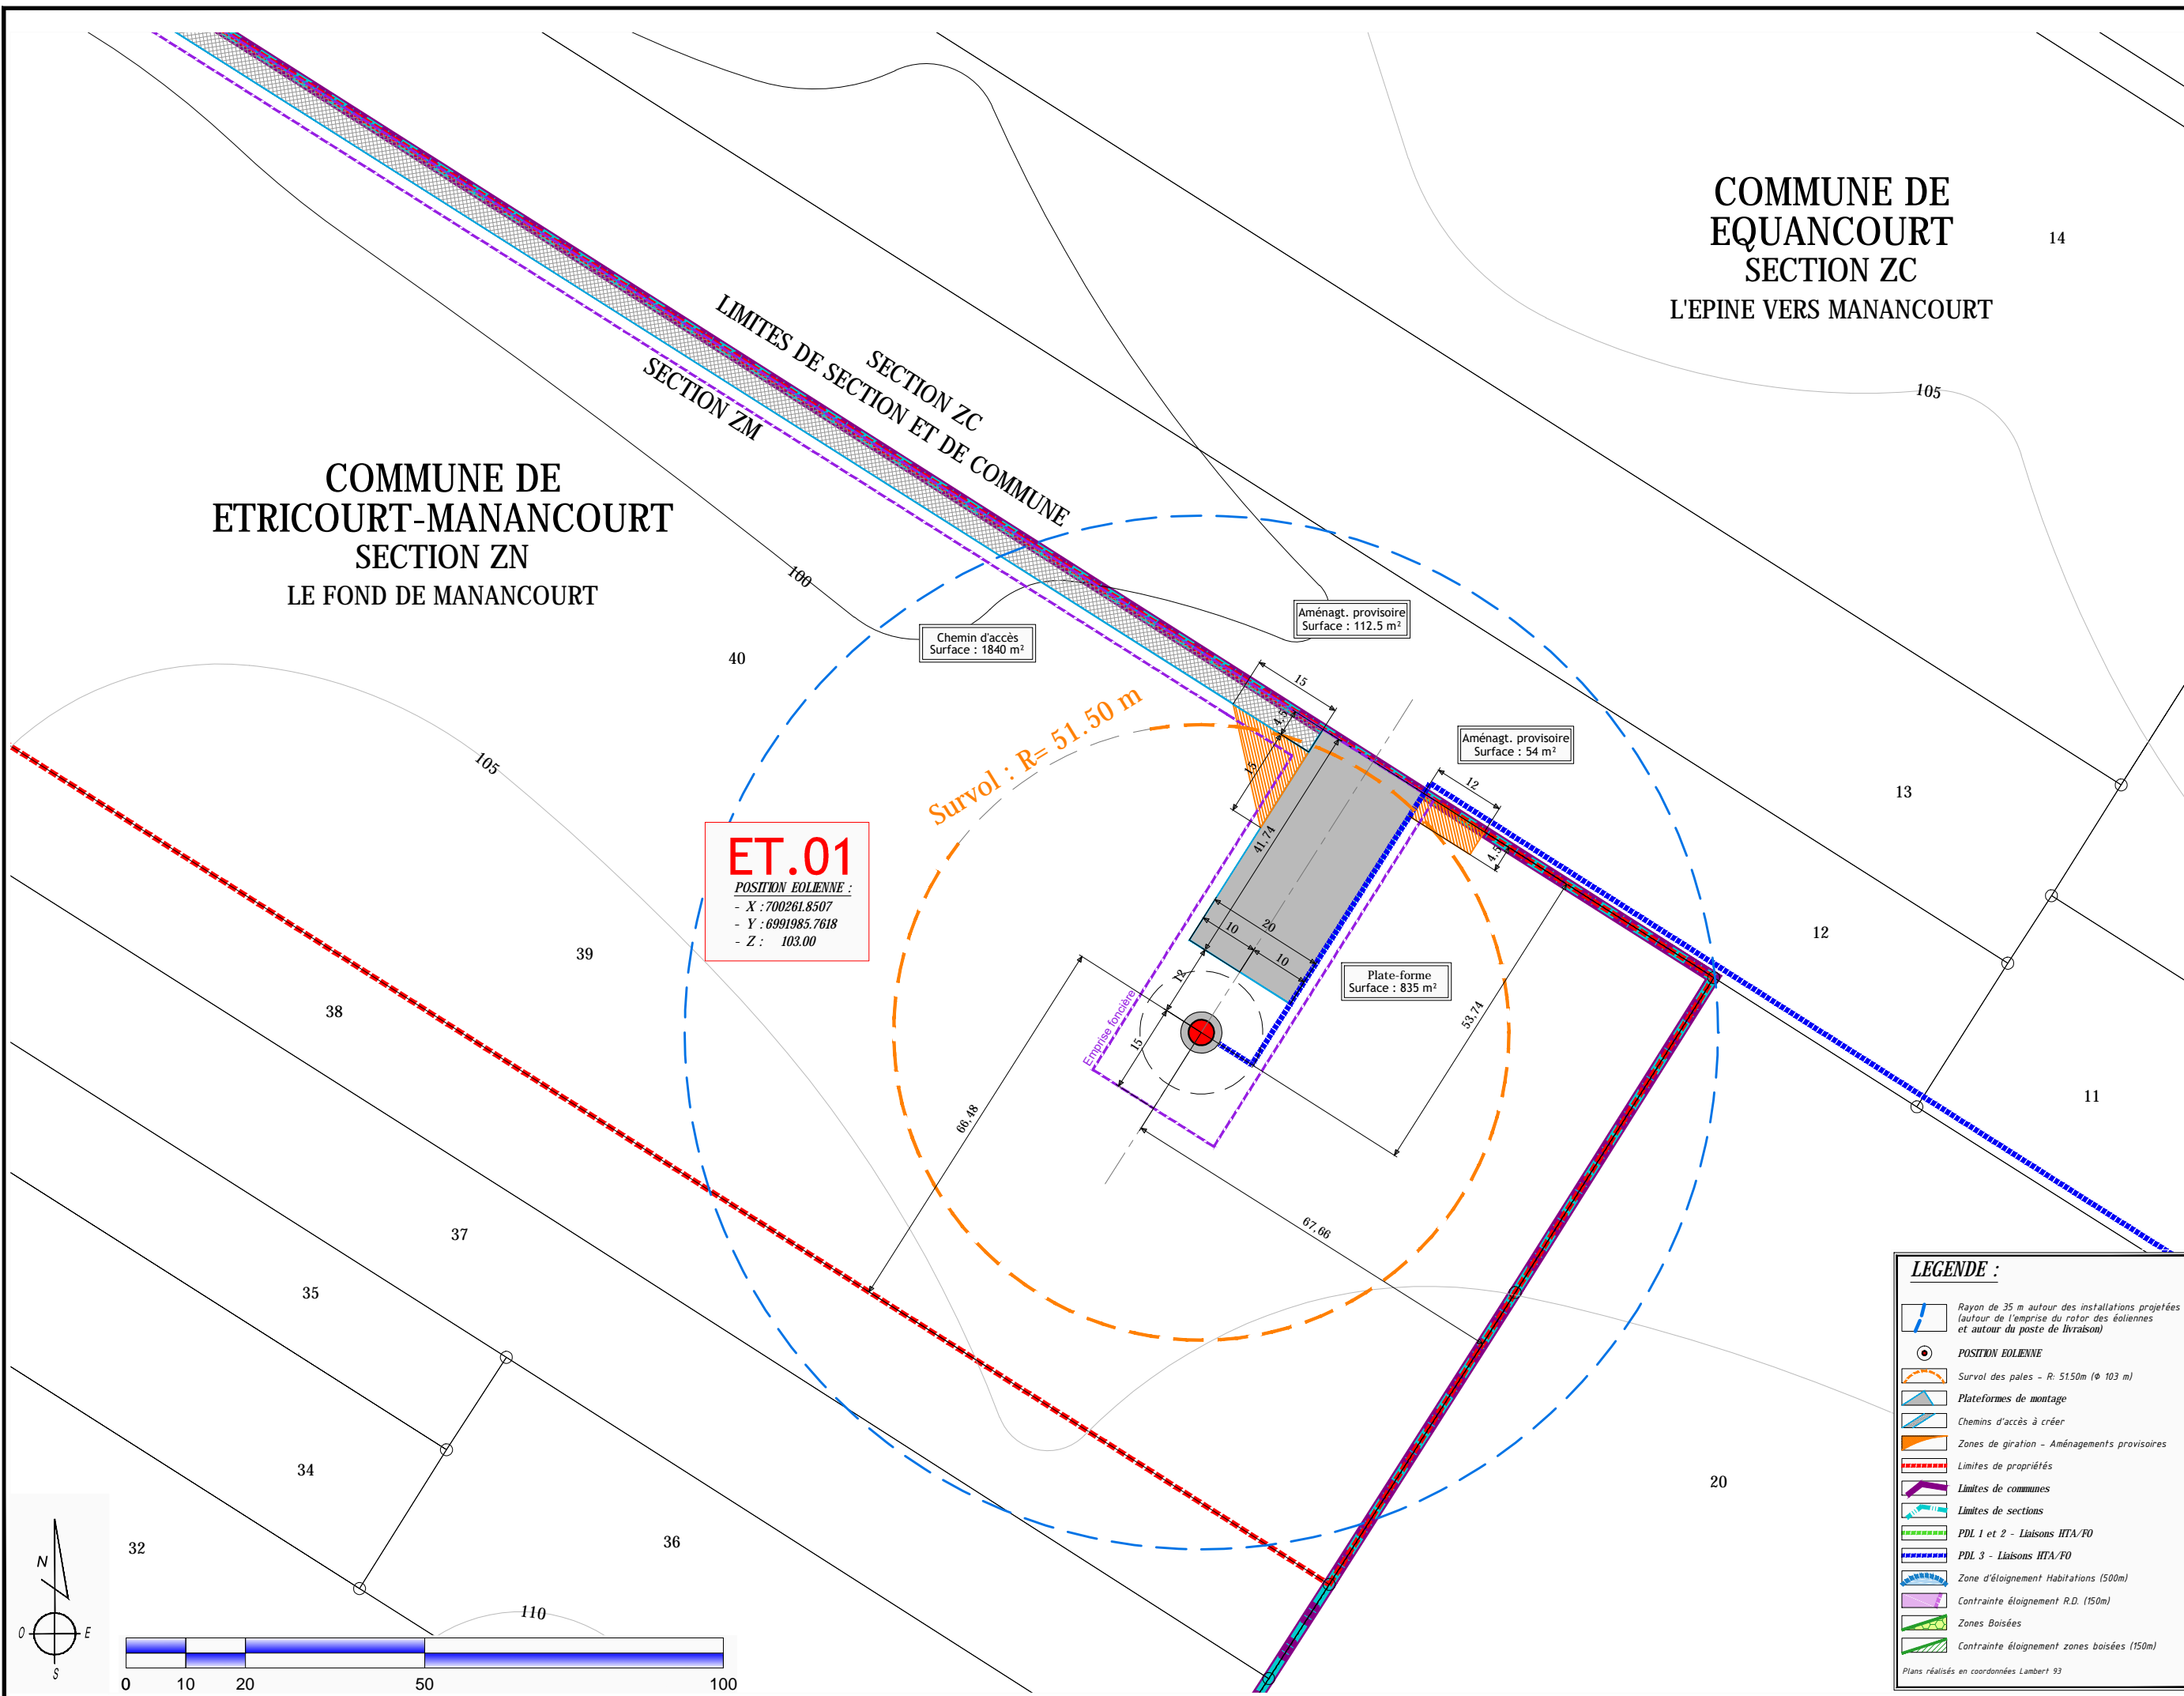 COMMUNE DE
EQUANCOURT
SECTION ZC
L'EPINE VERS MANANCOURT
14
105
LIMITES DE SECTION ET DE COMMUNE
SECTION ZC
SECTION ZM
COMMUNE DE
ETRICOURT-MANANCOURT
SECTION ZN
LE FOND DE MANANCOURT
100
Chemin d'accès
Surface : 1840 m²
Aménagt. provisoire
Surface : 112.5 m²
40
15
4.5
15
Survol : R= 51.50 m
Aménagt. provisoire
Surface : 54 m²
12
4.5
105
13
41.74
ET.01
POSITION EOLIENNE :
- X : 700261.8507
- Y : 6991985.7618
- Z : 103.00
20
10
10
12
12
39
Plate-forme
Surface : 835 m²
38
Emprise foncière
15
53.74
11
66.48
67.66
37
35
34
32
36
20
110
N
O
E
S
0
10
20
50
100
LEGENDE :
Rayon de 35 m autour des installations projetées
(autour de l'emprise du rotor des éoliennes
et autour du poste de livraison)
POSITION EOLIENNE
Survol des pales - R: 51.50m (Φ 103 m)
Plateformes de montage
Chemins d'accès à créer
Zones de giration - Aménagements provisoires
Limites de propriétés
Limites de communes
Limites de sections
PDL 1 et 2 - Liaisons HTA/FO
PDL 3 - Liaisons HTA/FO
Zone d'éloignement Habitations (500m)
Contrainte éloignement R.D. (150m)
Zones Boisées
Contrainte éloignement zones boisées (150m)
Plans réalisés en coordonnées Lambert 93